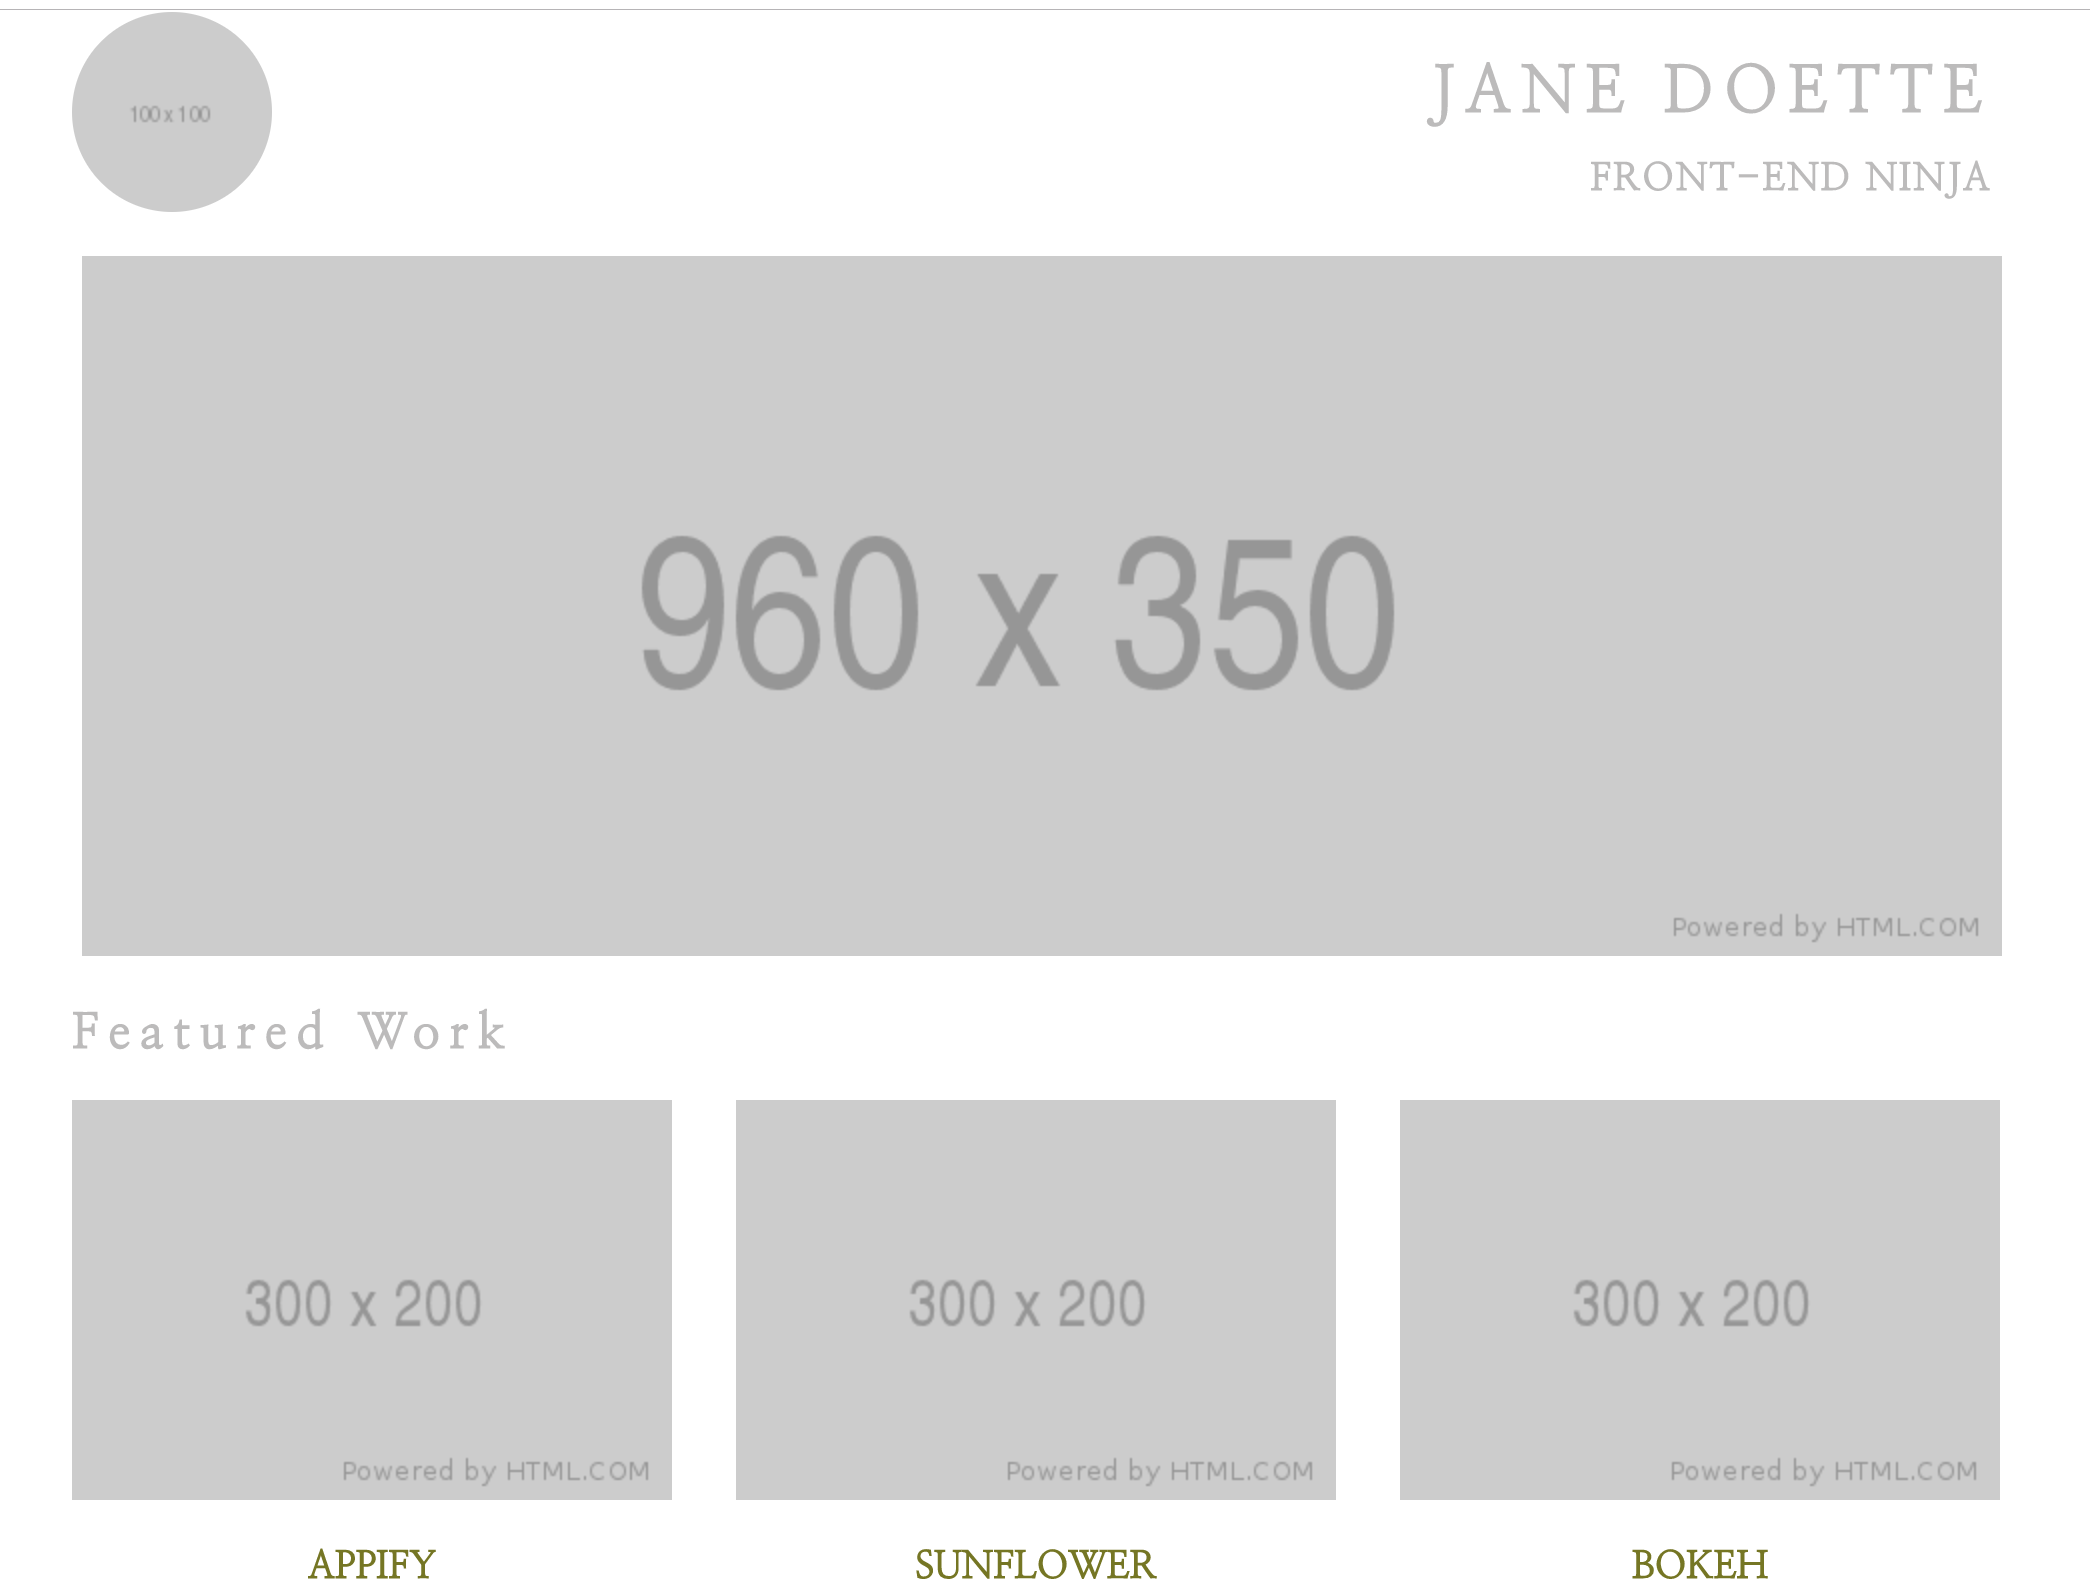 100 x 100
JANE DOETTE
FRONT-END NINJA
960 x 350
Powered by HTML.COM
Featured Work
300 x 200
Powered by HTML.COM
300 x 200
Powered by HTML.COM
300 x 200
Powered by HTML.COM
APPIFY
SUNFLOWER
BOKEH